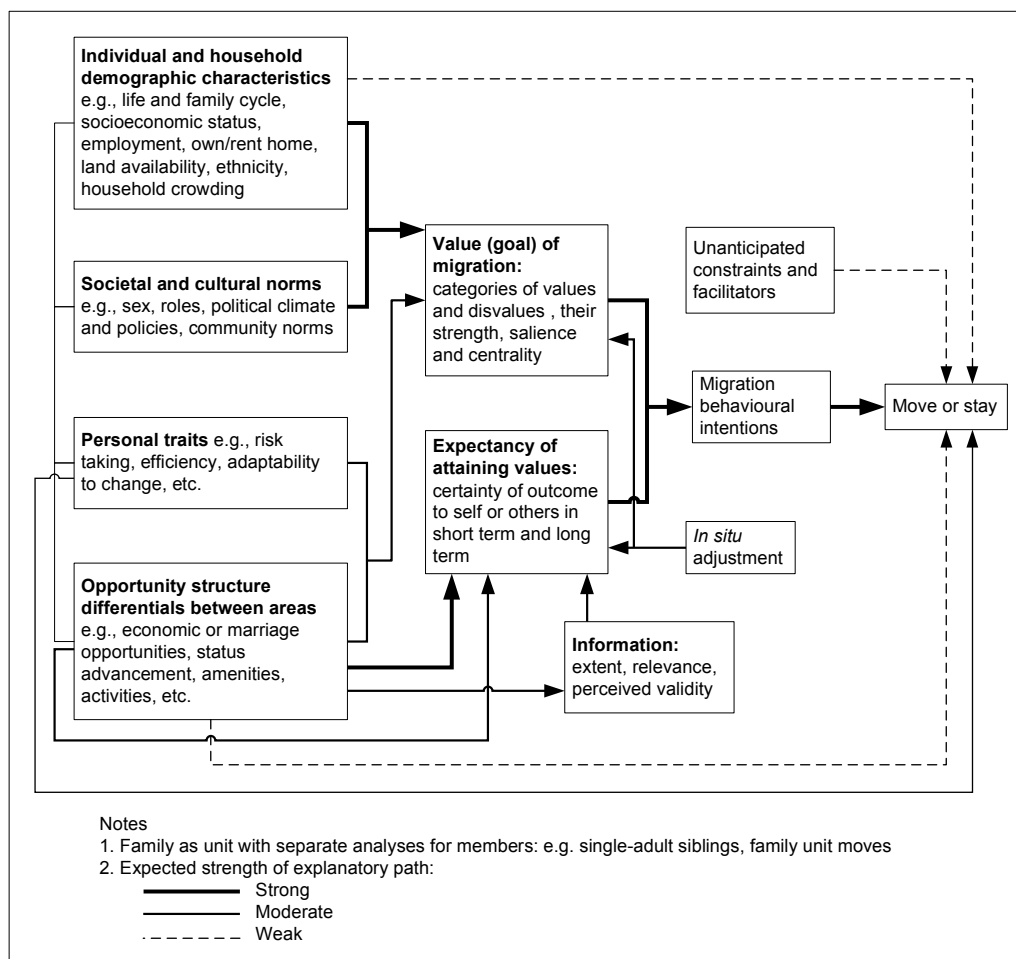 Individual and household
demographic characteristics
e.g., life and family cycle,
socioeconomic status,
employment, own/rent home,
land availability, ethnicity,
household crowding
Societal and cultural norms
e.g., sex, roles, political climate
and policies, community norms
Personal traits e.g., risk
taking, efficiency, adaptability
to change, etc.
Opportunity structure
differentials between areas
e.g., economic or marriage
opportunities, status
advancement, amenities,
activities, etc.
Value (goal) of
migration:
categories of values
and disvalues , their
strength, salience
and centrality
Expectancy of
attaining values:
certainty of outcome
to self or others in
short term and long
term
Information:
extent, relevance,
perceived validity
Unanticipated
constraints and
facilitators
Migration
behavioural
intentions
In situ
adjustment
Move or stay
Notes
1. Family as unit with separate analyses for members: e.g. single-adult siblings, family unit moves
2. Expected strength of explanatory path:
Strong
Moderate
Weak